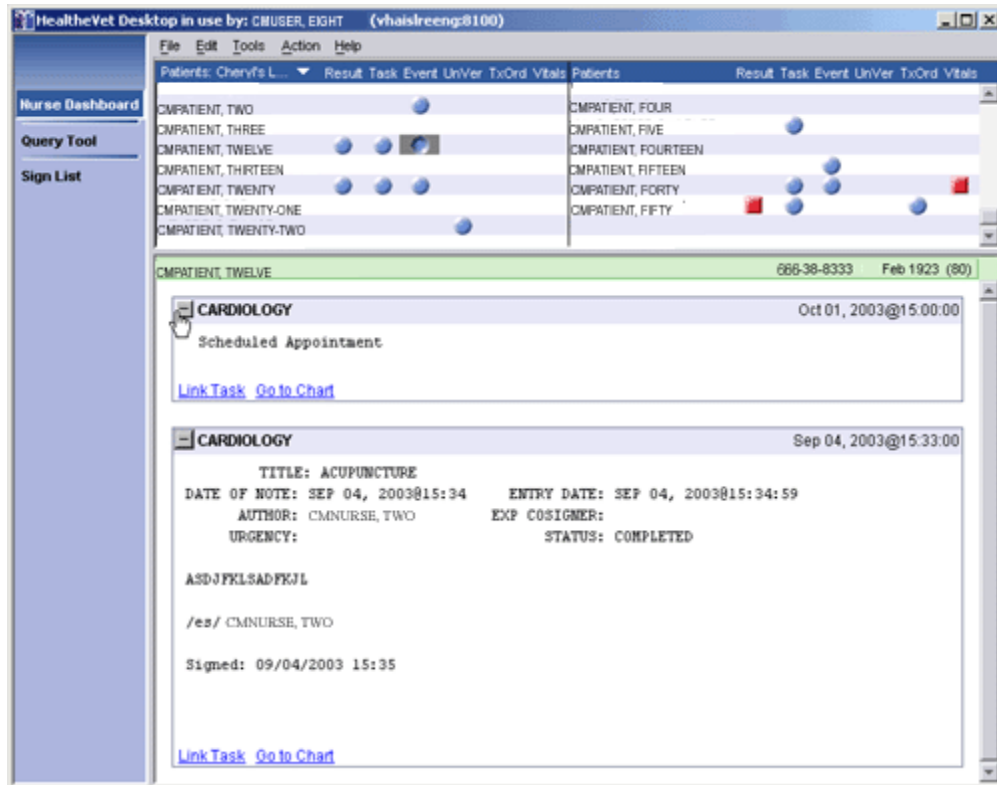 HealtheVet Desktop in use by: CMUSER, EIGHT (vhaislreeng:8100)
File Edit Tools Action Help
Patients: Cheryl's L... Result Task Event UnVer TxOrd Vitals Patients Result Task Event UnVer TxOrd Vitals
Nurse Dashboard
Query Tool
Sign List
CMPATIENT, TWO
CMPATIENT, THREE
CMPATIENT, TWELVE
CMPATIENT, THIRTEEN
CMPATIENT, TWENTY
CMPATIENT, TWENTY-ONE
CMPATIENT, TWENTY-TWO
CMPATIENT, FOUR
CMPATIENT, FIVE
CMPATIENT, FOURTEEN
CMPATIENT, FIFTEEN
CMPATIENT, FORTY
CMPATIENT, FIFTY
CMPATIENT, TWELVE 666-38-8333 Feb 1923 (80)
CARDIOLOGY Oct 01, 2003@15:00:00
Scheduled Appointment
Link Task Go to Chart
CARDIOLOGY Sep 04, 2003@15:33:00
TITLE: ACUPUNCTURE
DATE OF NOTE: SEP 04, 2003@15:34 ENTRY DATE: SEP 04, 2003@15:34:59
AUTHOR: CMNURSE, TWO EXP COSIGNER:
URGENCY: STATUS: COMPLETED
ASDJFKLSADFKJL
/es/ CMNURSE, TWO
Signed: 09/04/2003 15:35
Link Task Go to Chart